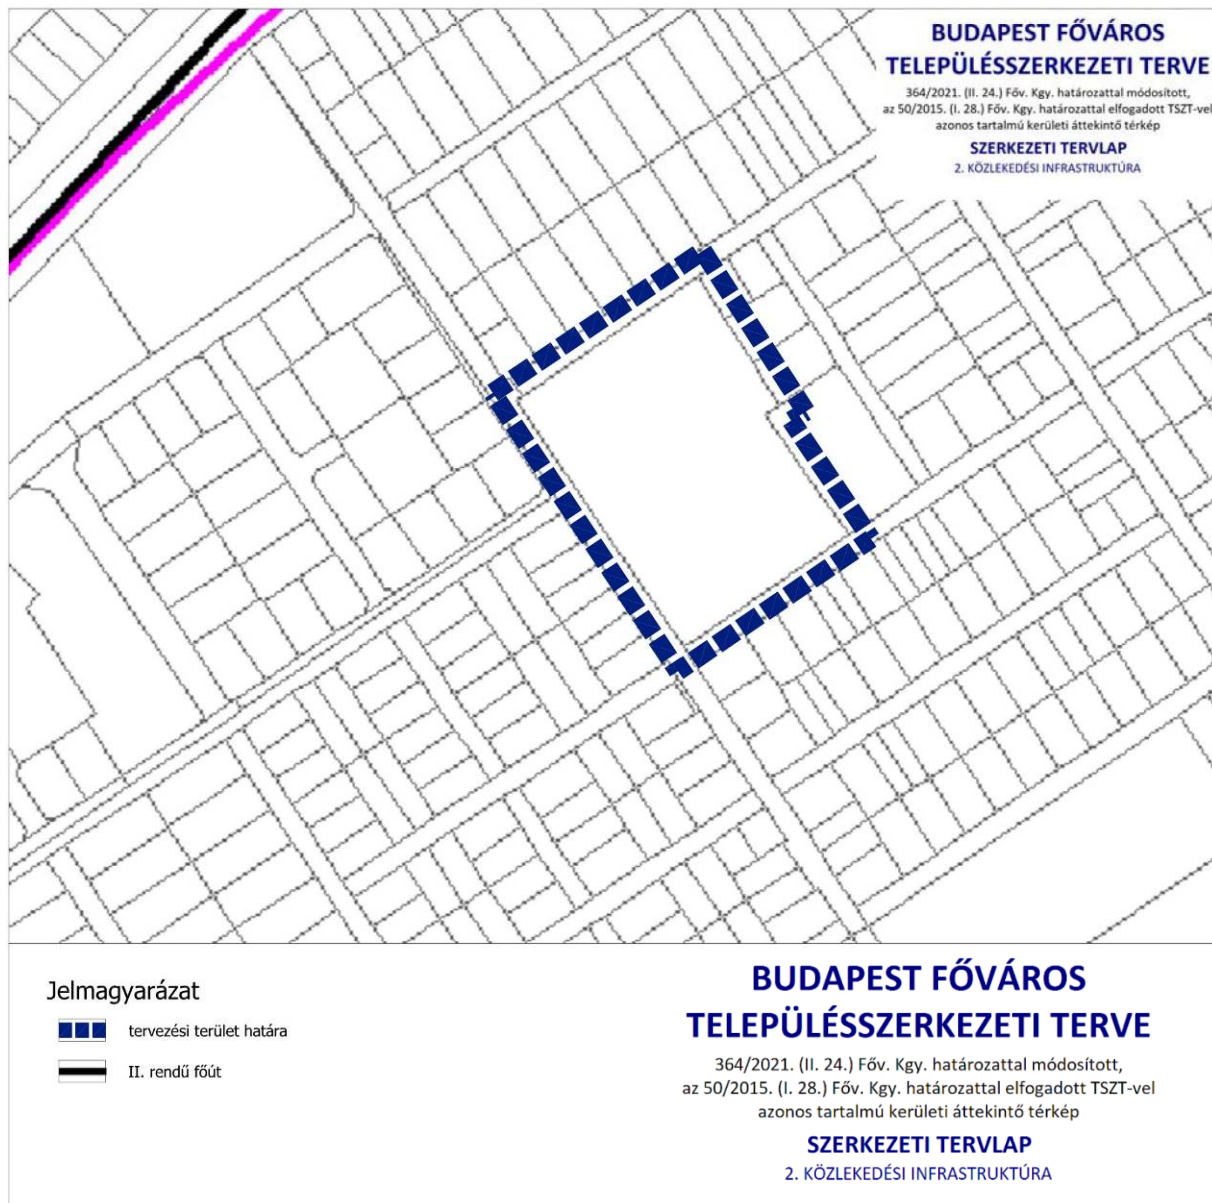 BUDAPEST FŐVÁROS
TELEPÜLÉSSZERKEZETI TERVE
364/2021. (II. 24.) Főv. Kgy. határozattal módosított,
az 50/2015. (I. 28.) Főv. Kgy. határozattal elfogadott TSZT-vel
azonos tartalmú kerületi áttekintő térkép
SZERKEZETI TERVLAP
2. KÖZLEKEDÉSI INFRASTRUKTÚRA
Jelmagyarázat
tervezési terület határa
II. rendű főút
BUDAPEST FŐVÁROS
TELEPÜLÉSSZERKEZETI TERVE
364/2021. (II. 24.) Főv. Kgy. határozattal módosított,
az 50/2015. (I. 28.) Főv. Kgy. határozattal elfogadott TSZT-vel
azonos tartalmú kerületi áttekintő térkép
SZERKEZETI TERVLAP
2. KÖZLEKEDÉSI INFRASTRUKTÚRA